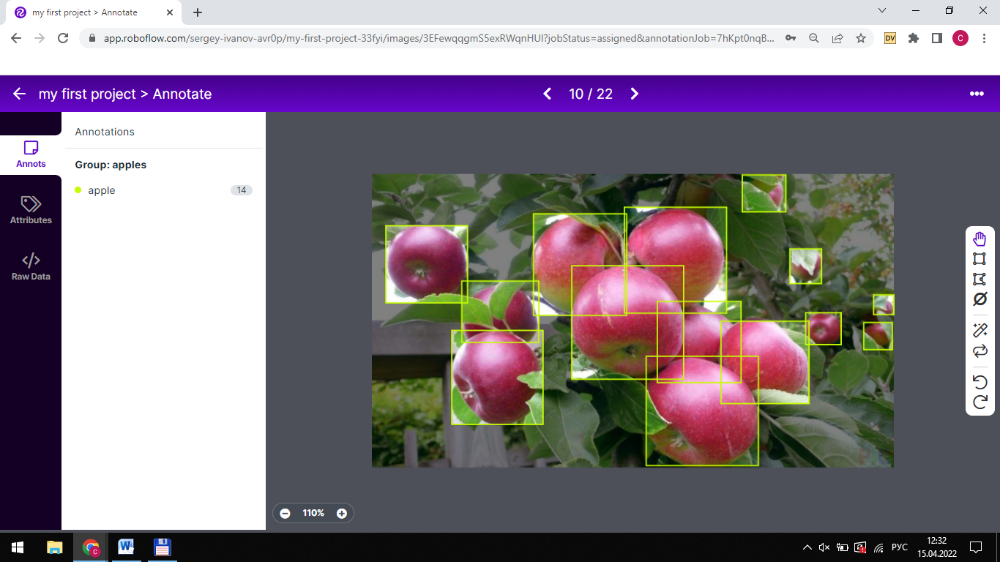 my first project > Annotate
app.roboflow.com/sergey-ivanov-avr0p/my-first-project-33fyi/images/3EFewqqgmS5exRWqnHUI?jobStatus=assigned&annotationJob=7hKpt0nqB...
DV
C
my first project > Annotate
10 / 22
Annots
Attributes
Raw Data
Annotations
Group: apples
apple
14
110%
C
W
РУС
12:32
15.04.2022